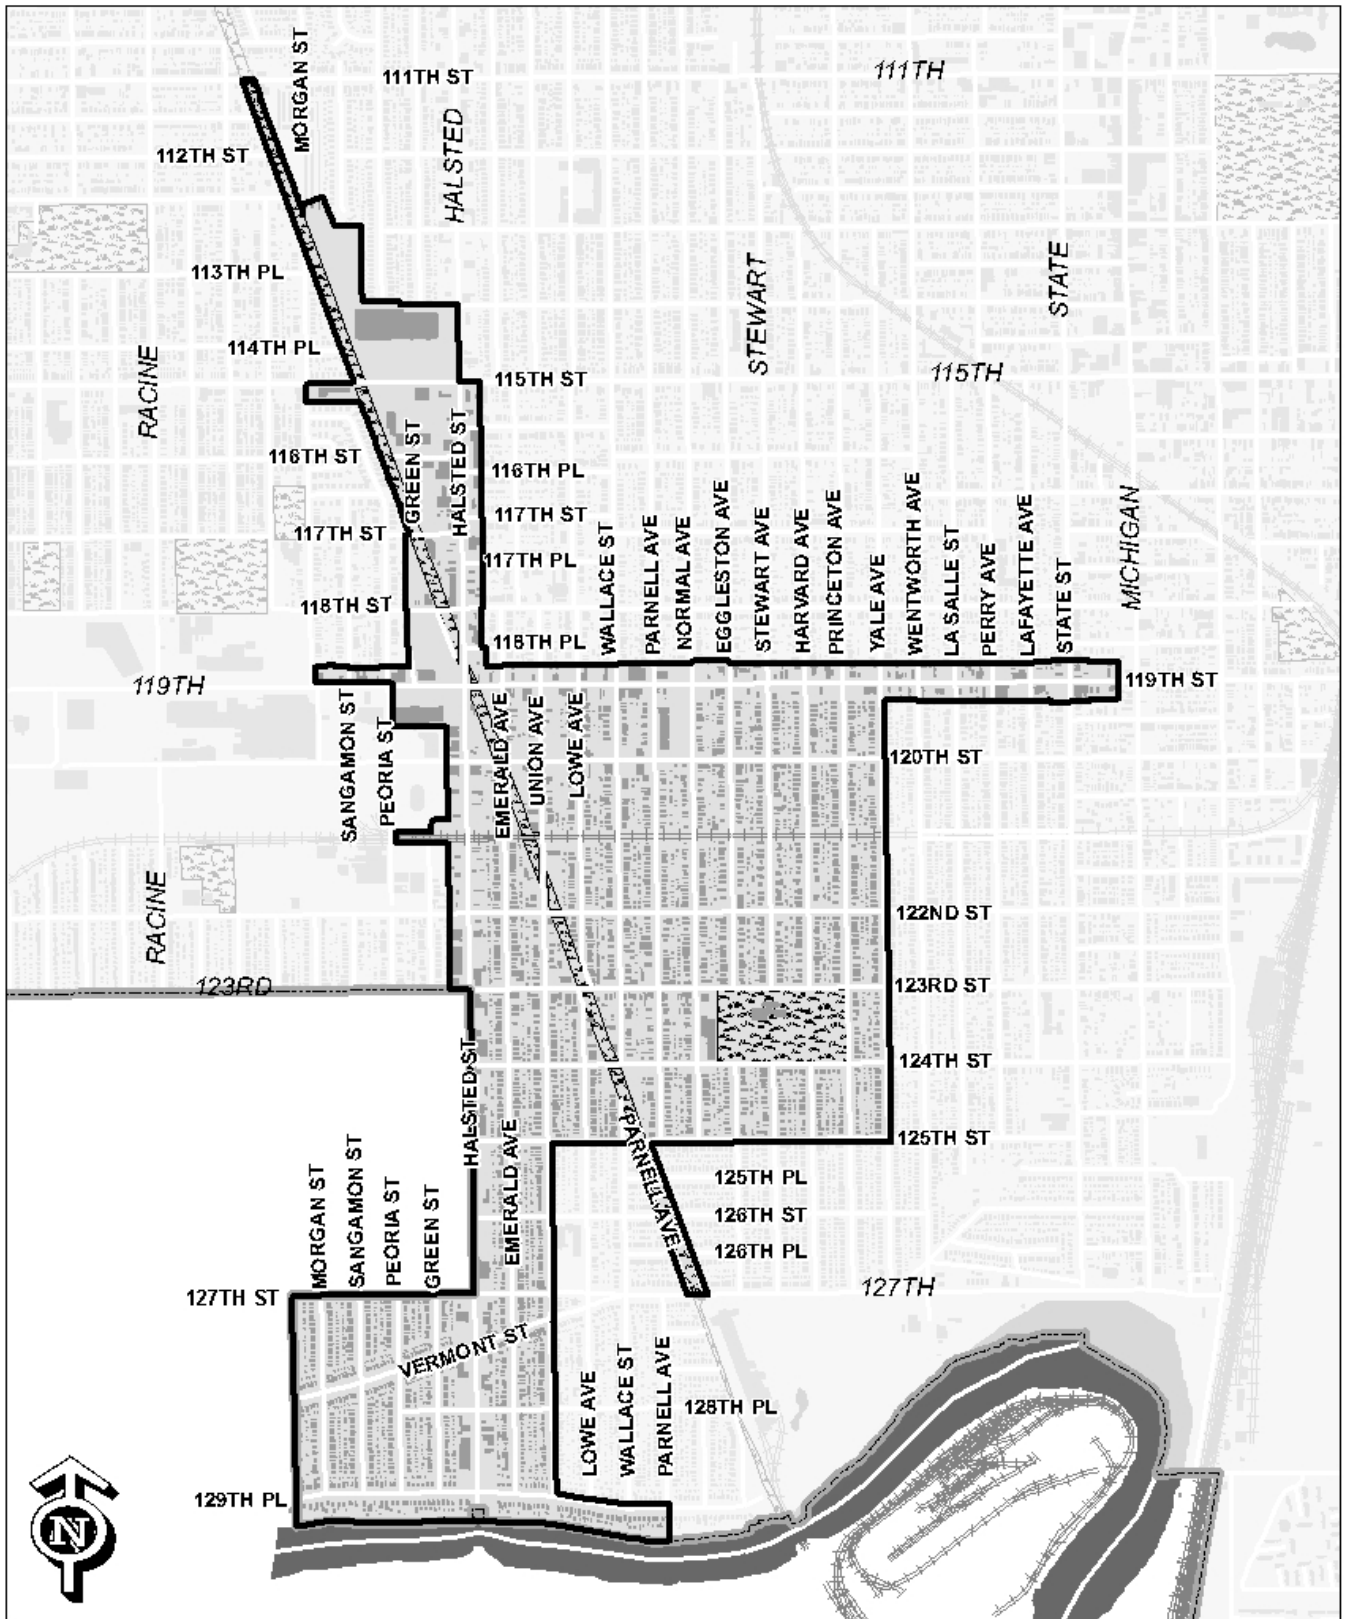 111TH ST
111TH
MORGAN ST
HALSTED
112TH ST
113TH PL
STEWART
STATE
114TH PL
RACINE
115TH ST
115TH
GREEN ST
HALSTED ST
116TH ST
116TH PL
117TH ST
117TH ST
117TH PL
WALLACE ST
PARNELL AVE
NORMAL AVE
EGGLESTON AVE
STEWART AVE
HARVARD AVE
PRINCETON AVE
YALE AVE
WENTWORTH AVE
LASALLE ST
PERRY AVE
LAFAYETTE AVE
STATE ST
MICHIGAN
118TH ST
118TH PL
119TH
119TH ST
SANGAMON ST
PEORIA ST
EMERALD AVE
UNION AVE
LOWE AVE
120TH ST
RACINE
122ND ST
123RD
123RD ST
HALSTED ST
124TH ST
EMERALD AVE
PARNELL AVE
125TH ST
MORGAN ST
SANGAMON ST
PEORIA ST
GREEN ST
125TH PL
126TH ST
126TH PL
127TH ST
127TH
VERMONT ST
LOWE AVE
WALLACE ST
PARNELL AVE
128TH PL
129TH PL
N